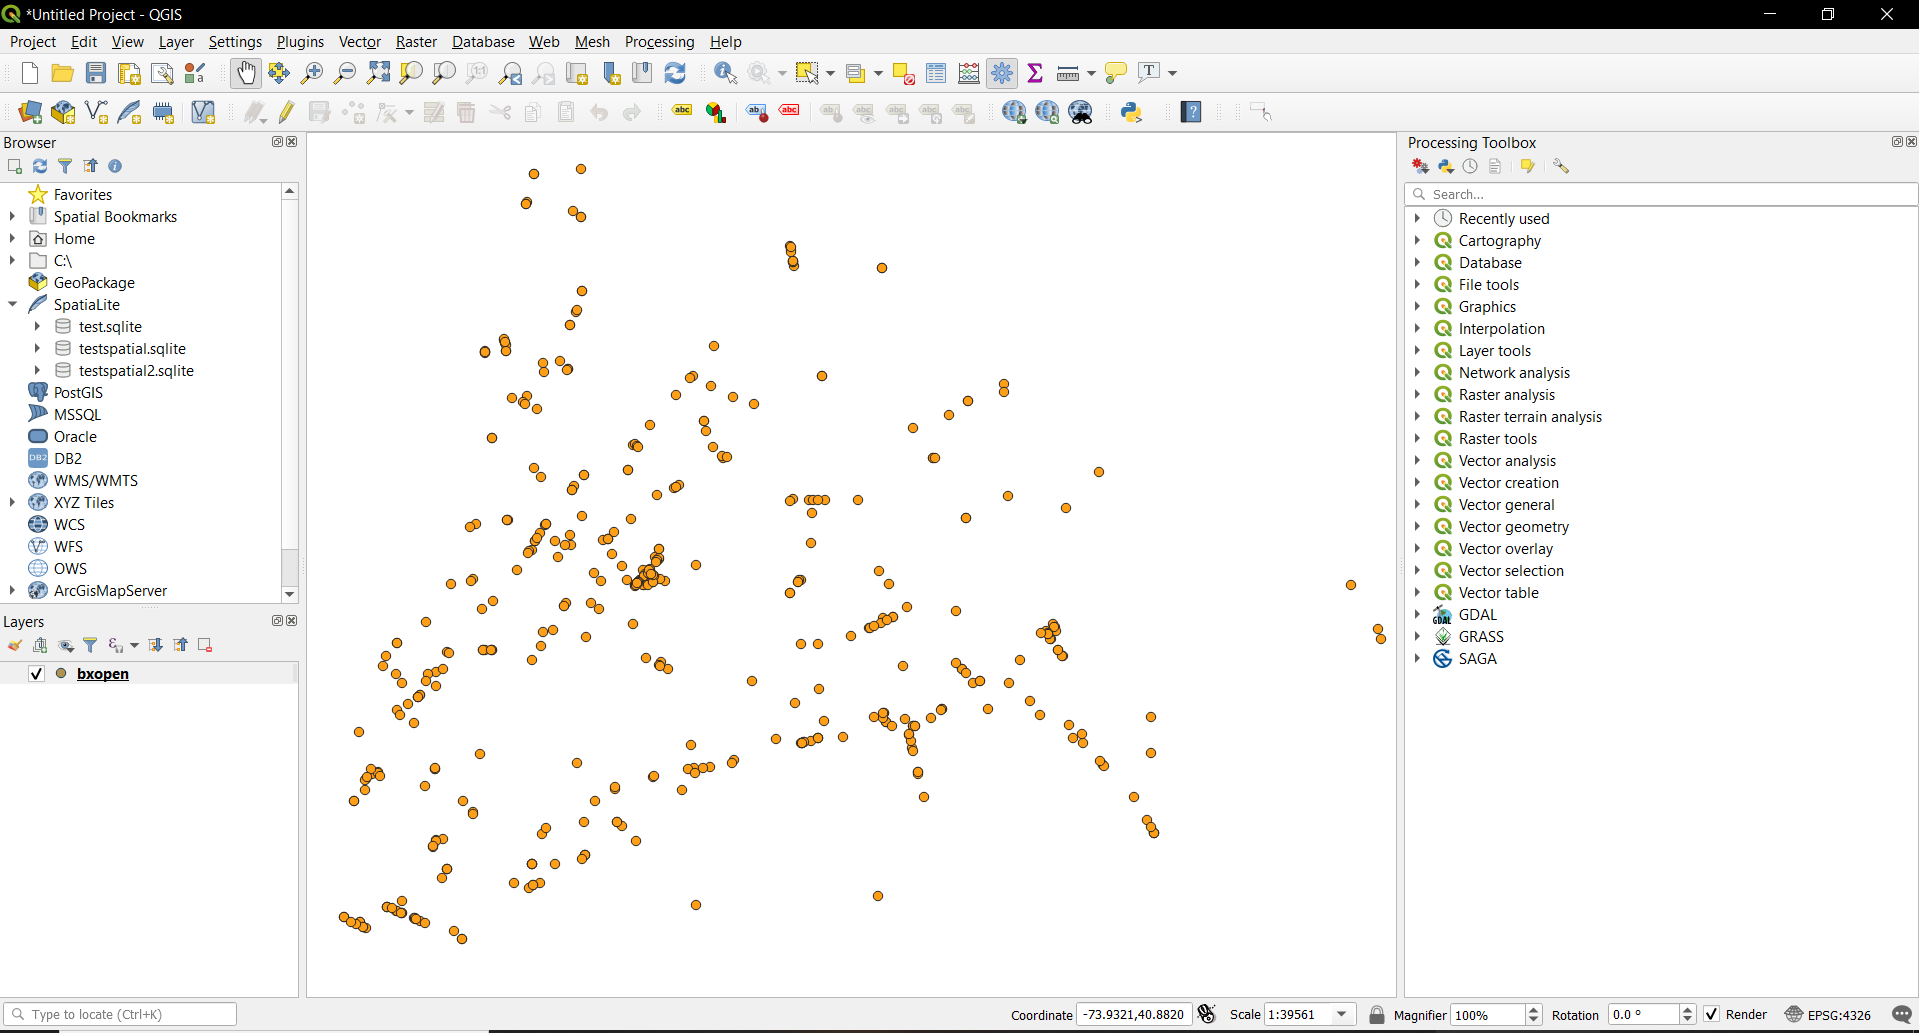 *Untitled Project - QGIS
Project Edit View Layer Settings Plugins Vector Raster Database Web Mesh Processing Help
Browser
Favorites
Spatial Bookmarks
Home
C:\
GeoPackage
SpatiaLite
test.sqlite
testspatial.sqlite
testspatial2.sqlite
PostGIS
MSSQL
Oracle
DB2
WMS/WMTS
XYZ Tiles
WCS
WFS
OWS
ArcGisMapServer
Layers
bxopen
Processing Toolbox
Search...
Recently used
Cartography
Database
File tools
Graphics
Interpolation
Layer tools
Network analysis
Raster analysis
Raster terrain analysis
Raster tools
Vector analysis
Vector creation
Vector general
Vector geometry
Vector overlay
Vector selection
Vector table
GDAL
GRASS
SAGA
Type to locate (Ctrl+K)
Coordinate -73.9321,40.8820 Scale 1:39561 Magnifier 100% Rotation 0.0 ° Render EPSG:4326